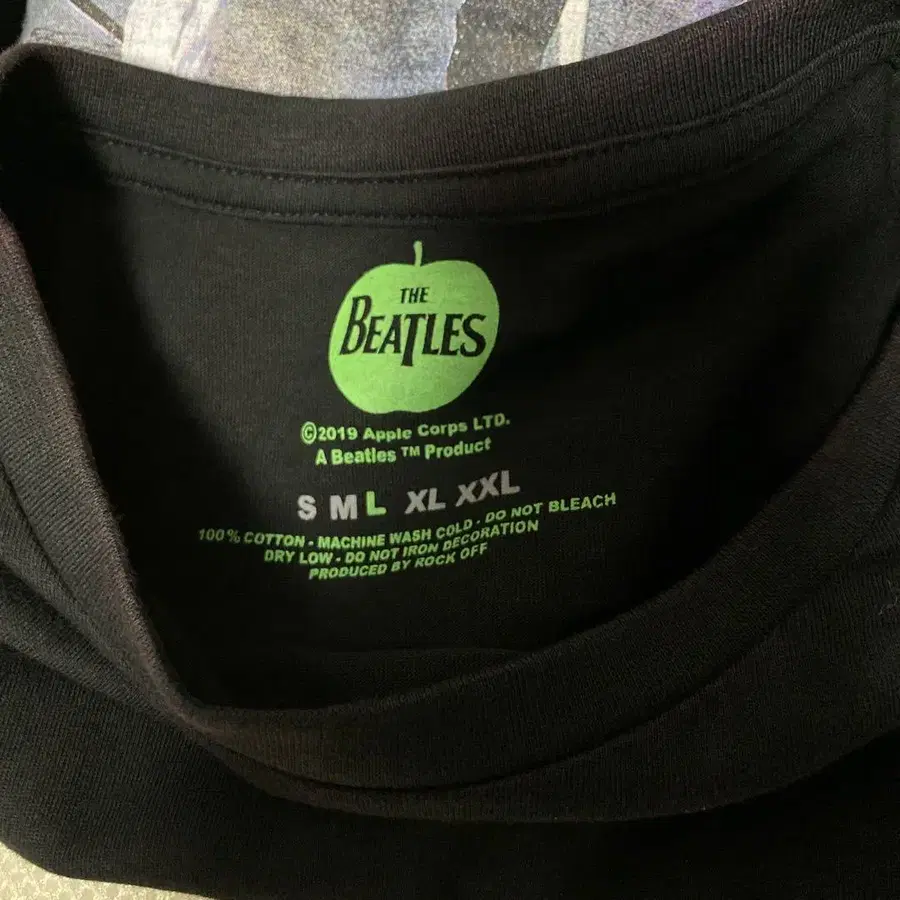 THE
BEATLES
©2019 Apple Corps LTD.
A Beatles ™ Product
S M L XL XXL
100% COTTON - MACHINE WASH COLD - DO NOT BLEACH
DRY LOW - DO NOT IRON DECORATION
PRODUCED BY ROCK OFF